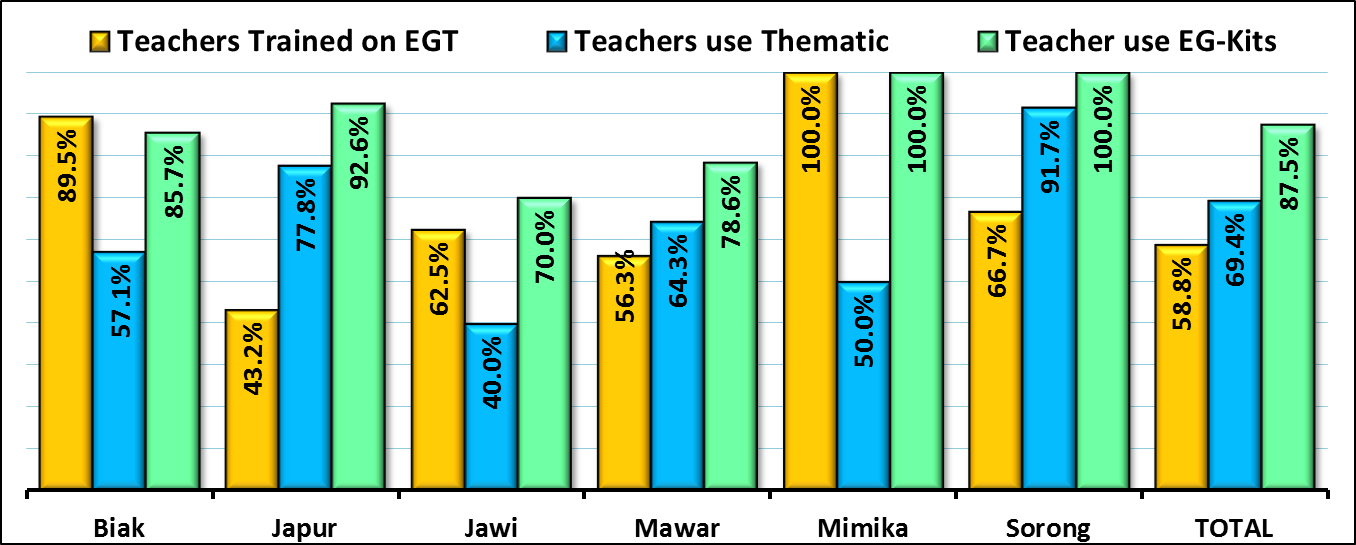 Teachers Trained on EGT Teachers use Thematic Teacher use EG-Kits
89.5% 57.1% 85.7%
43.2% 77.8% 92.6%
62.5% 40.0% 70.0%
56.3% 64.3% 78.6%
100.0% 50.0% 100.0%
66.7% 91.7% 100.0%
58.8% 69.4% 87.5%
Biak Japur Jawi Mawar Mimika Sorong TOTAL